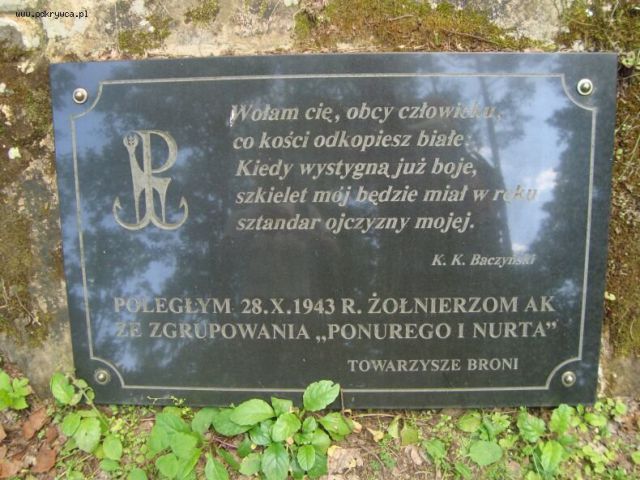 www.pokrywca.pl
Wołam cię, obcy człowieku,
co kości odkopiesz białe:
Kiedy wystygną już boje,
szkielet mój będzie miał w ręku
sztandar ojczyzny mojej.
K. K. Baczyński
POLEGŁYM 28.X.1943 R. ŻOŁNIERZOM AK
ZE ZGRUPOWANIA „PONUREGO I NURTA”
TOWARZYSZE BRONI